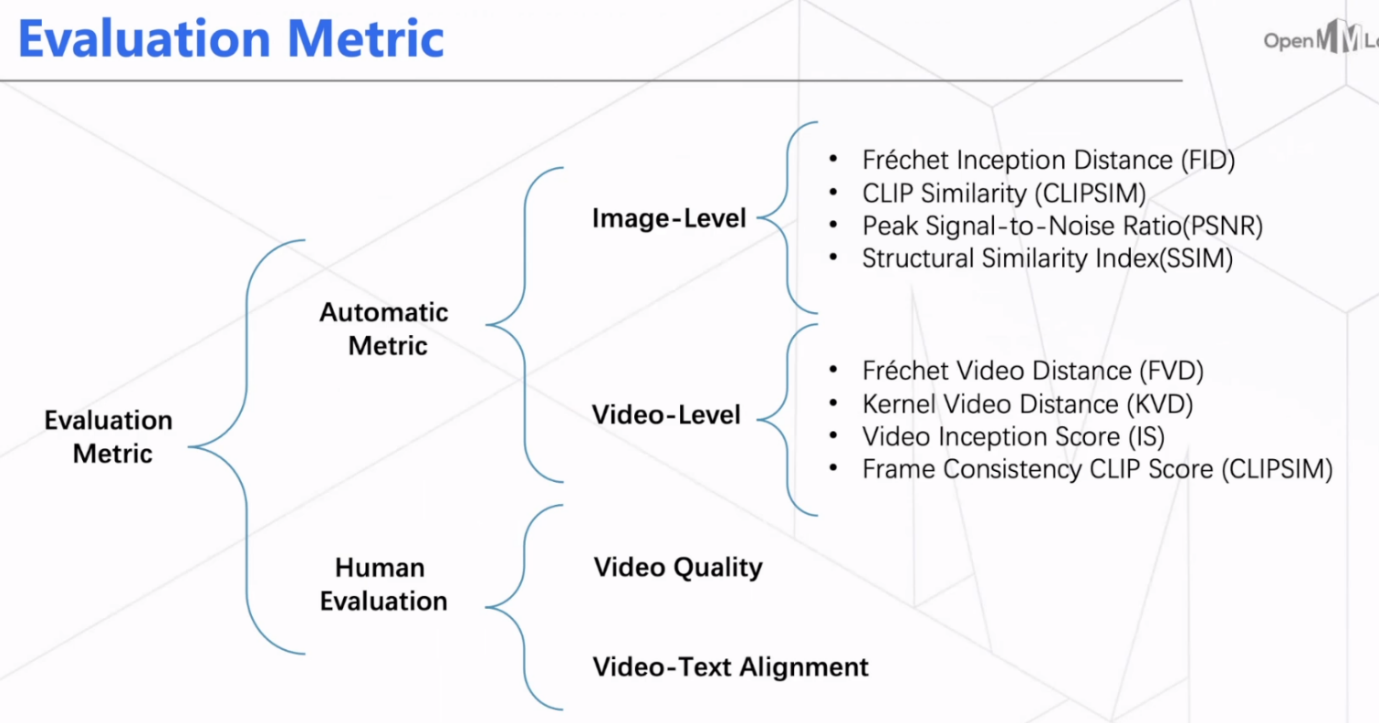 Evaluation Metric
OpenMMLa
Fréchet Inception Distance (FID)
CLIP Similarity (CLIPSIM)
Image-Level
Peak Signal-to-Noise Ratio(PSNR)
Structural Similarity Index(SSIM)
Automatic
Metric
Fréchet Video Distance (FVD)
Kernel Video Distance (KVD)
Video-Level
Video Inception Score (IS)
Frame Consistency CLIP Score (CLIPSIM)
Evaluation
Metric
Human
Evaluation
Video Quality
Video-Text Alignment